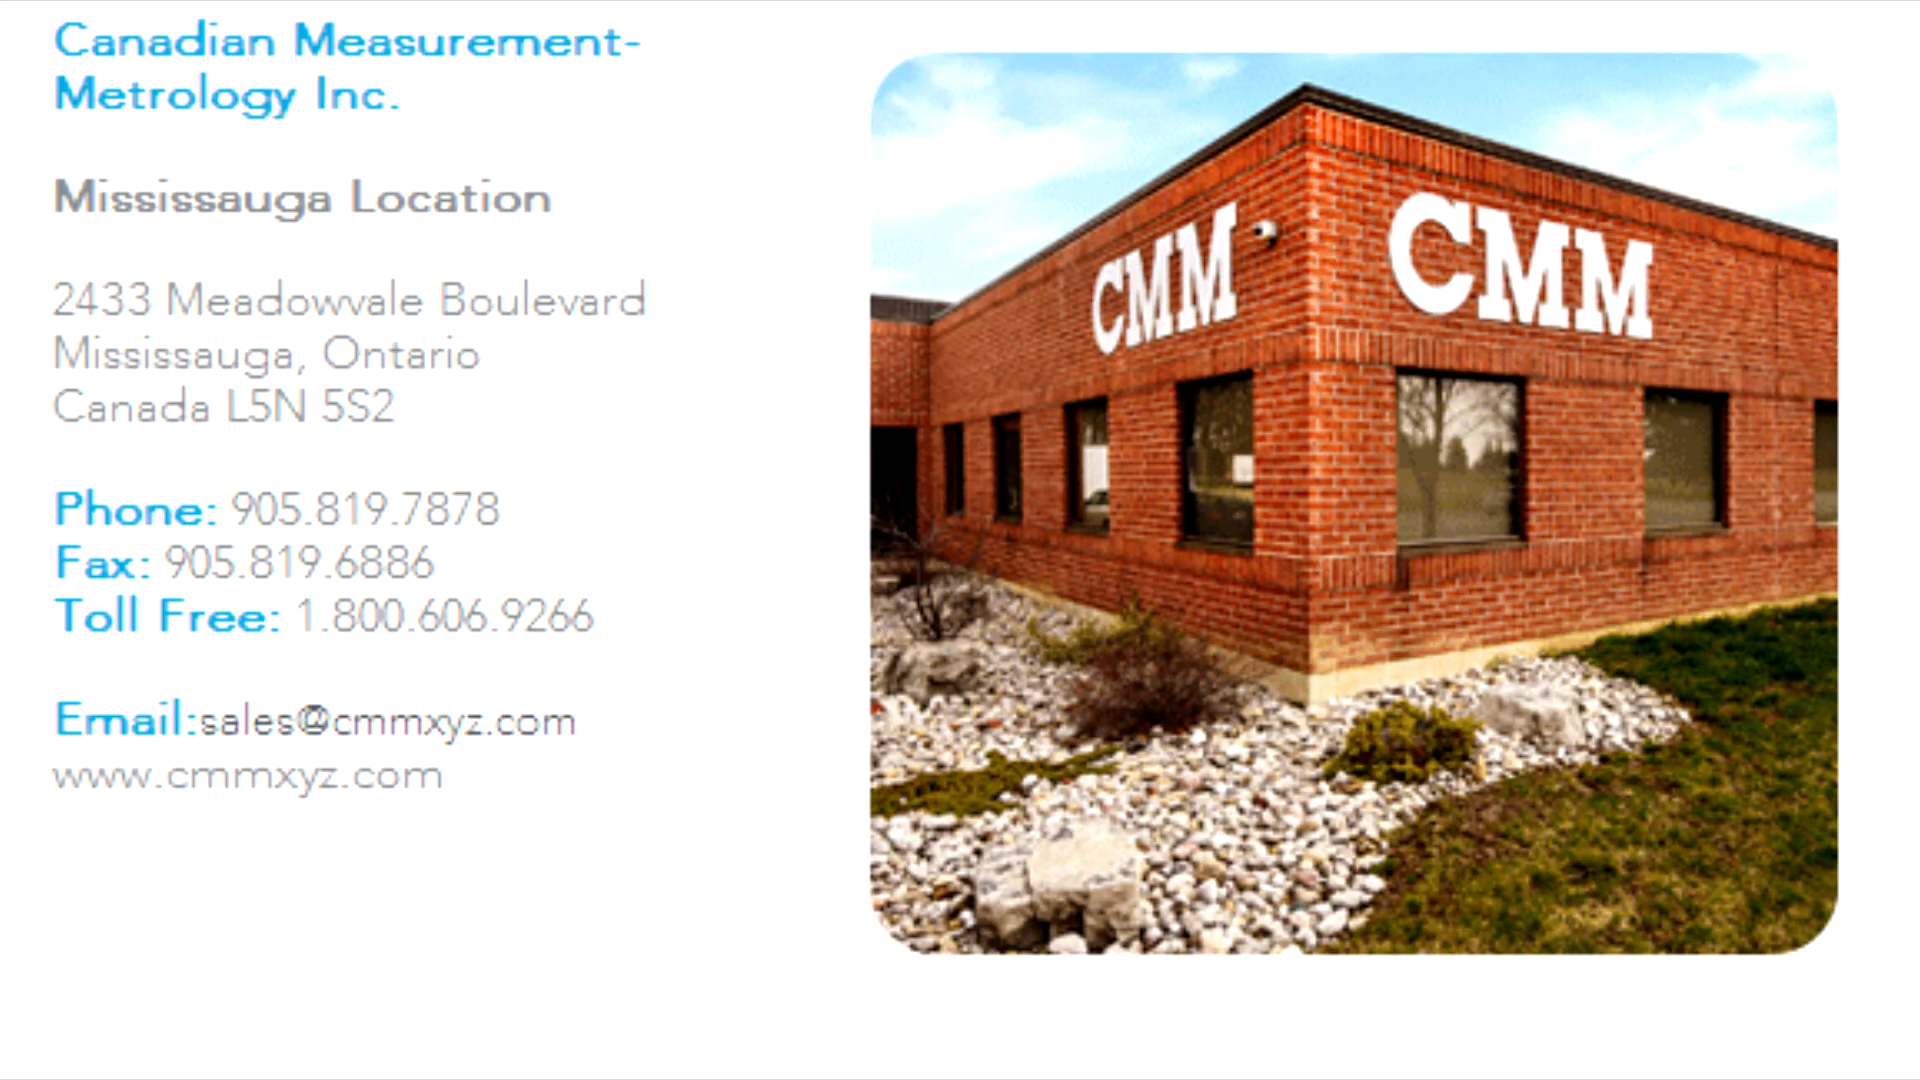 Canadian Measurement-
Metrology Inc.
Mississauga Location
2433 Meadowvale Boulevard
Mississauga, Ontario
Canada L5N 5S2
Phone: 905.819.7878
Fax: 905.819.6886
Toll Free: 1.800.606.9266
Email:sales@cmmxyz.com
www.cmmxyz.com
CMM
CMM